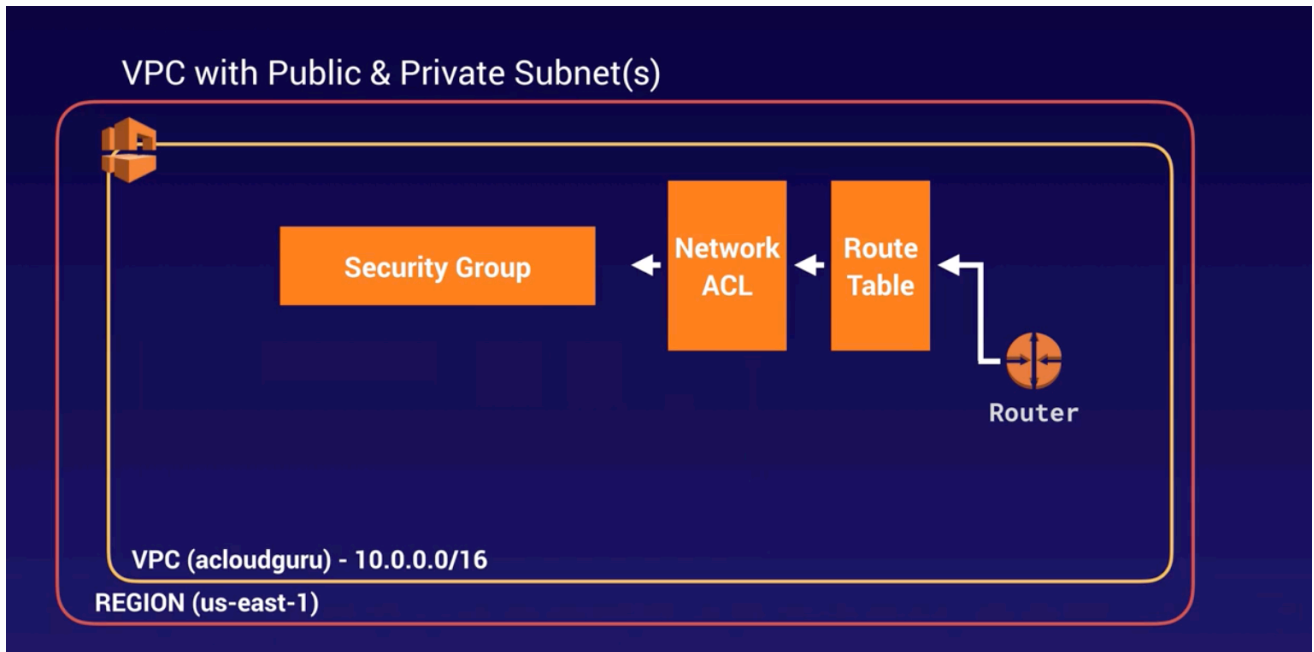 VPC with Public & Private Subnet(s)
Security Group
Network
ACL
Route
Table
Router
VPC (acloudguru) - 10.0.0.0/16
REGION (us-east-1)